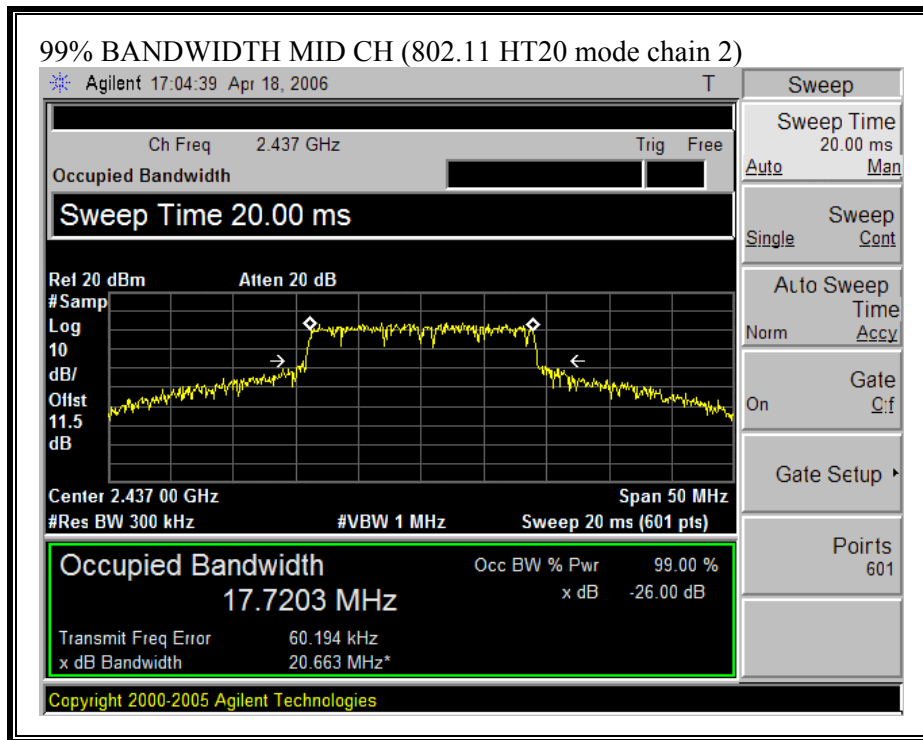 99% BANDWIDTH MID CH (802.11 HT20 mode chain 2)
Agilent 17:04:39 Apr 18, 2006 T
Ch Freq 2.437 GHz Trig Free
Occupied Bandwidth
Sweep Time 20.00 ms
Ref 20 dBm Atten 20 dB
#Samp
Log
10
dB/
Offst
11.5
dB
Center 2.437 00 GHz Span 50 MHz
#Res BW 300 kHz #VBW 1 MHz Sweep 20 ms (601 pts)
Occupied Bandwidth Occ BW % Pwr 99.00 %
17.7203 MHz x dB -26.00 dB
Transmit Freq Error 60.194 kHz
x dB Bandwidth 20.663 MHz*
Copyright 2000-2005 Agilent Technologies
Sweep
Sweep Time
20.00 ms
Auto Man
Sweep
Single Cont
Auto Sweep
Time
Norm Accy
Gate
On Off
Gate Setup
Points
601